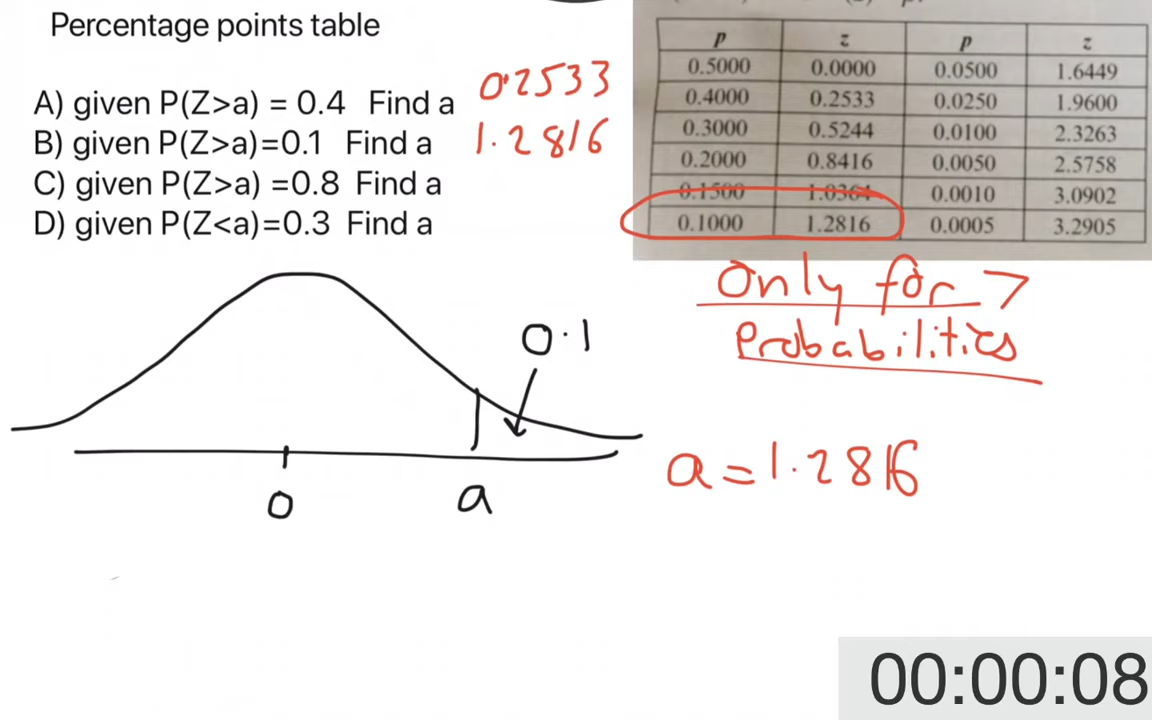 Percentage points table
A) given P(Z>a) = 0.4 Find a 0.2533
B) given P(Z>a)=0.1 Find a 1.2816
C) given P(Z>a) =0.8 Find a
D) given P(Z<a)=0.3 Find a
p z p z
0.5000 0.0000 0.0500 1.6449
0.4000 0.2533 0.0250 1.9600
0.3000 0.5244 0.0100 2.3263
0.2000 0.8416 0.0050 2.5758
0.1500 1.0364 0.0010 3.0902
0.1000 1.2816 0.0005 3.2905
Only for >
Probabilities
0.1
a = 1.2816
0 a
00:00:08